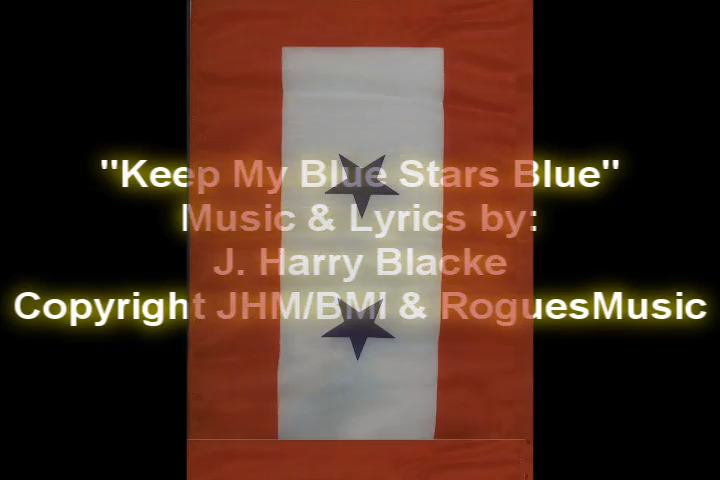 "Keep My Blue Stars Blue"
Music & Lyrics by:
J. Harry Blacke
Copyright JHM/BMI & RoguesMusic